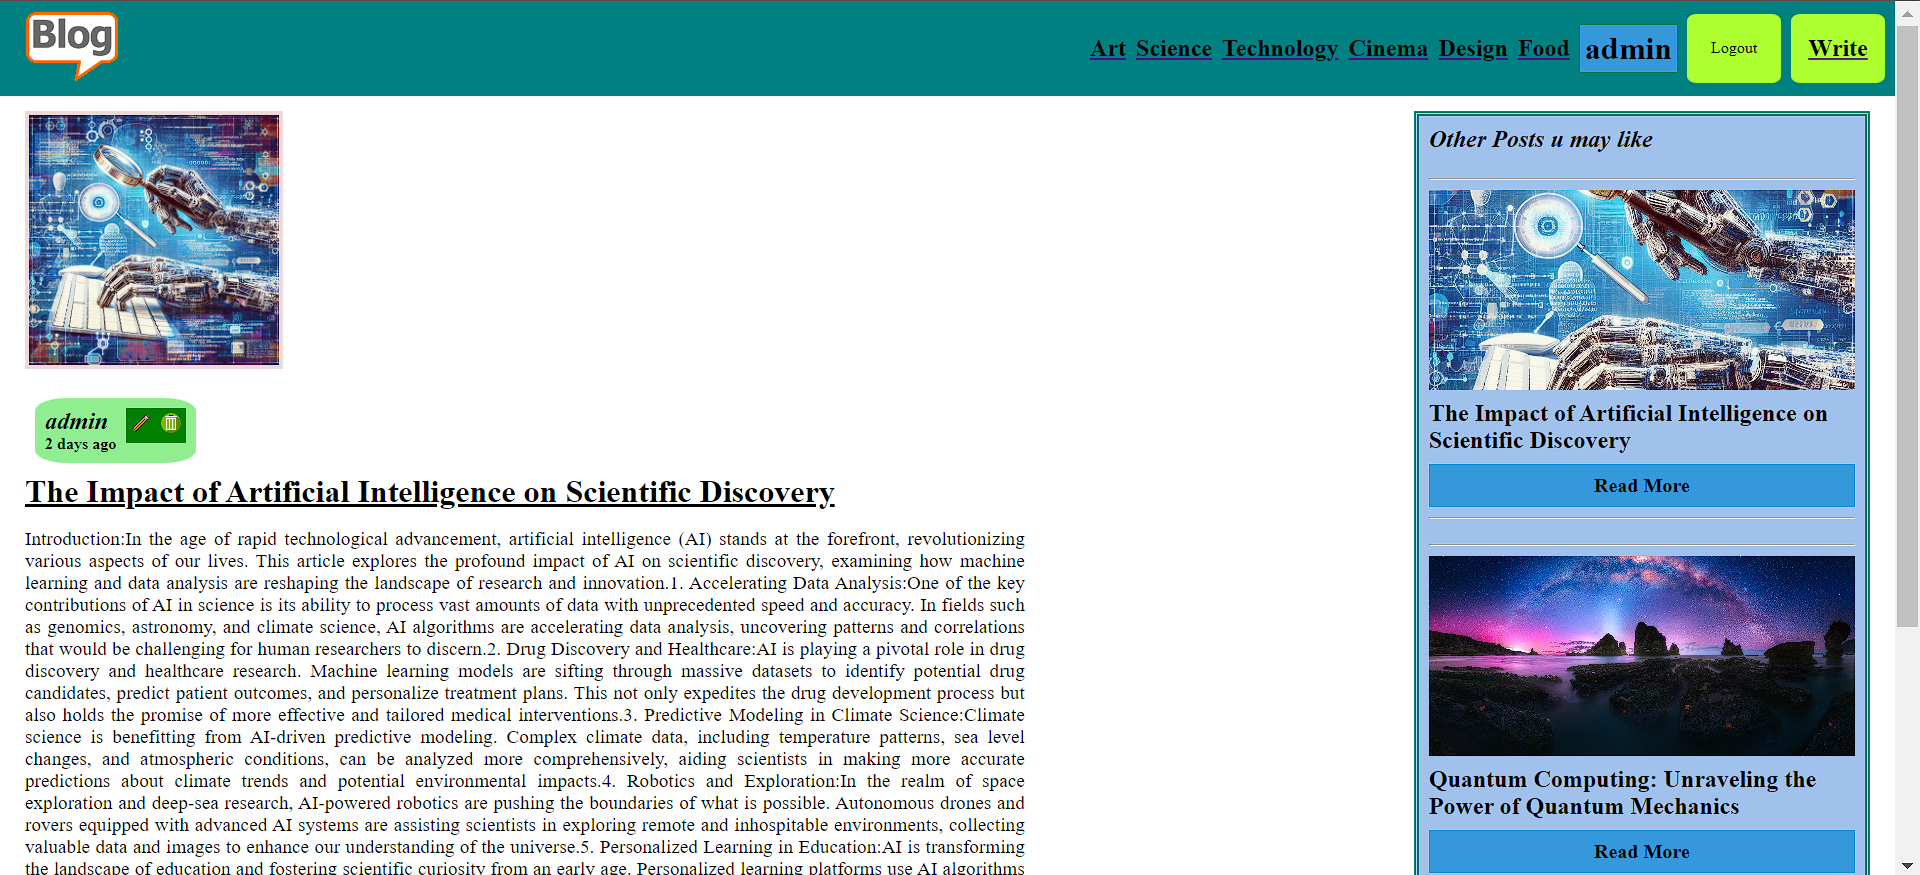 Blog
Art Science Technology Cinema Design Food admin Logout Write
admin
2 days ago
The Impact of Artificial Intelligence on Scientific Discovery
Introduction:In the age of rapid technological advancement, artificial intelligence (AI) stands at the forefront, revolutionizing
various aspects of our lives. This article explores the profound impact of AI on scientific discovery, examining how machine
learning and data analysis are reshaping the landscape of research and innovation.1. Accelerating Data Analysis:One of the key
contributions of AI in science is its ability to process vast amounts of data with unprecedented speed and accuracy. In fields such
as genomics, astronomy, and climate science, AI algorithms are accelerating data analysis, uncovering patterns and correlations
that would be challenging for human researchers to discern.2. Drug Discovery and Healthcare:AI is playing a pivotal role in drug
discovery and healthcare research. Machine learning models are sifting through massive datasets to identify potential drug
candidates, predict patient outcomes, and personalize treatment plans. This not only expedites the drug development process but
also holds the promise of more effective and tailored medical interventions.3. Predictive Modeling in Climate Science:Climate
science is benefitting from AI-driven predictive modeling. Complex climate data, including temperature patterns, sea level
changes, and atmospheric conditions, can be analyzed more comprehensively, aiding scientists in making more accurate
predictions about climate trends and potential environmental impacts.4. Robotics and Exploration:In the realm of space
exploration and deep-sea research, AI-powered robotics are pushing the boundaries of what is possible. Autonomous drones and
rovers equipped with advanced AI systems are assisting scientists in exploring remote and inhospitable environments, collecting
valuable data and images to enhance our understanding of the universe.5. Personalized Learning in Education:AI is transforming
the landscape of education and fostering scientific curiosity from an early age. Personalized learning platforms use AI algorithms
Other Posts u may like
The Impact of Artificial Intelligence on
Scientific Discovery
Read More
Quantum Computing: Unraveling the
Power of Quantum Mechanics
Read More